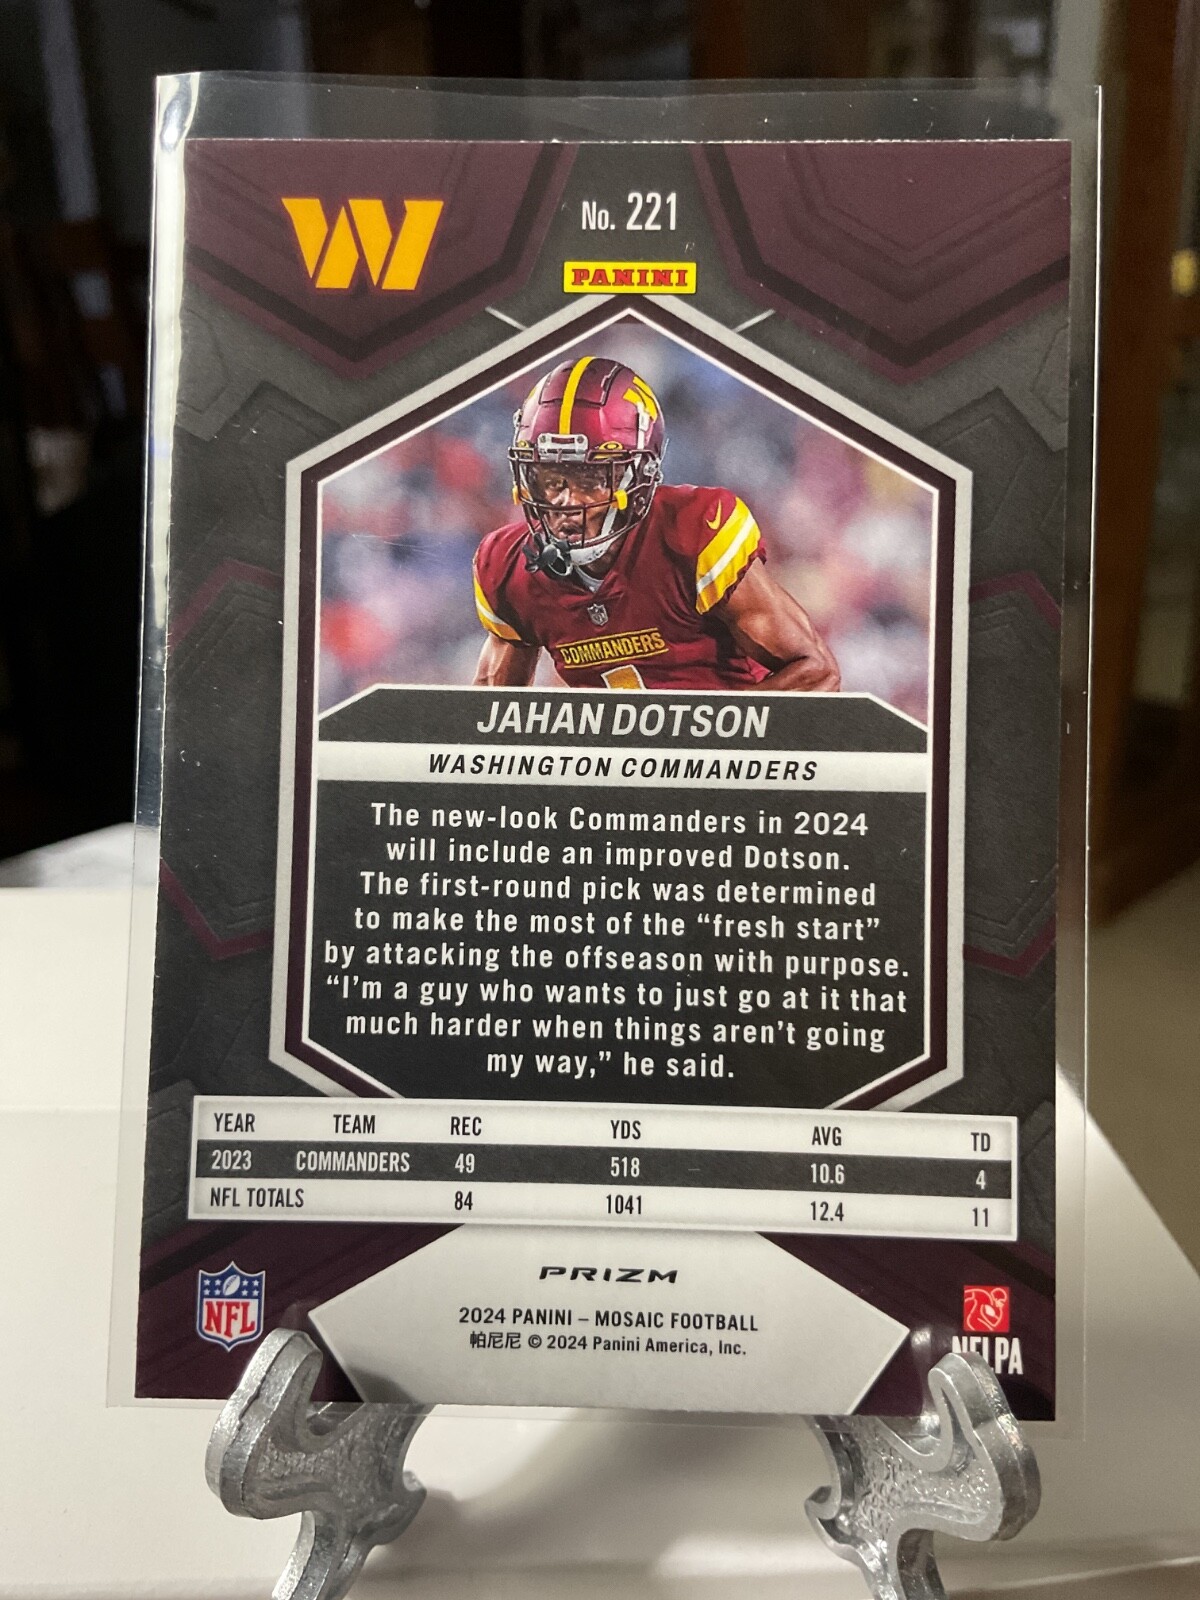 No. 221
PANINI
COMMANDERS
JAHAN DOTSON
WASHINGTON COMMANDERS
The new-look Commanders in 2024
will include an improved Dotson.
The first-round pick was determined
to make the most of the “fresh start”
by attacking the offseason with purpose.
“I’m a guy who wants to just go at it that
much harder when things aren’t going
my way,” he said.
YEAR TEAM REC YDS AVG TD
2023 COMMANDERS 49 518 10.6 4
NFL TOTALS 84 1041 12.4 11
PRIZM
2024 PANINI – MOSAIC FOOTBALL
帕尼尼 © 2024 Panini America, Inc.
NFL
NFLPA